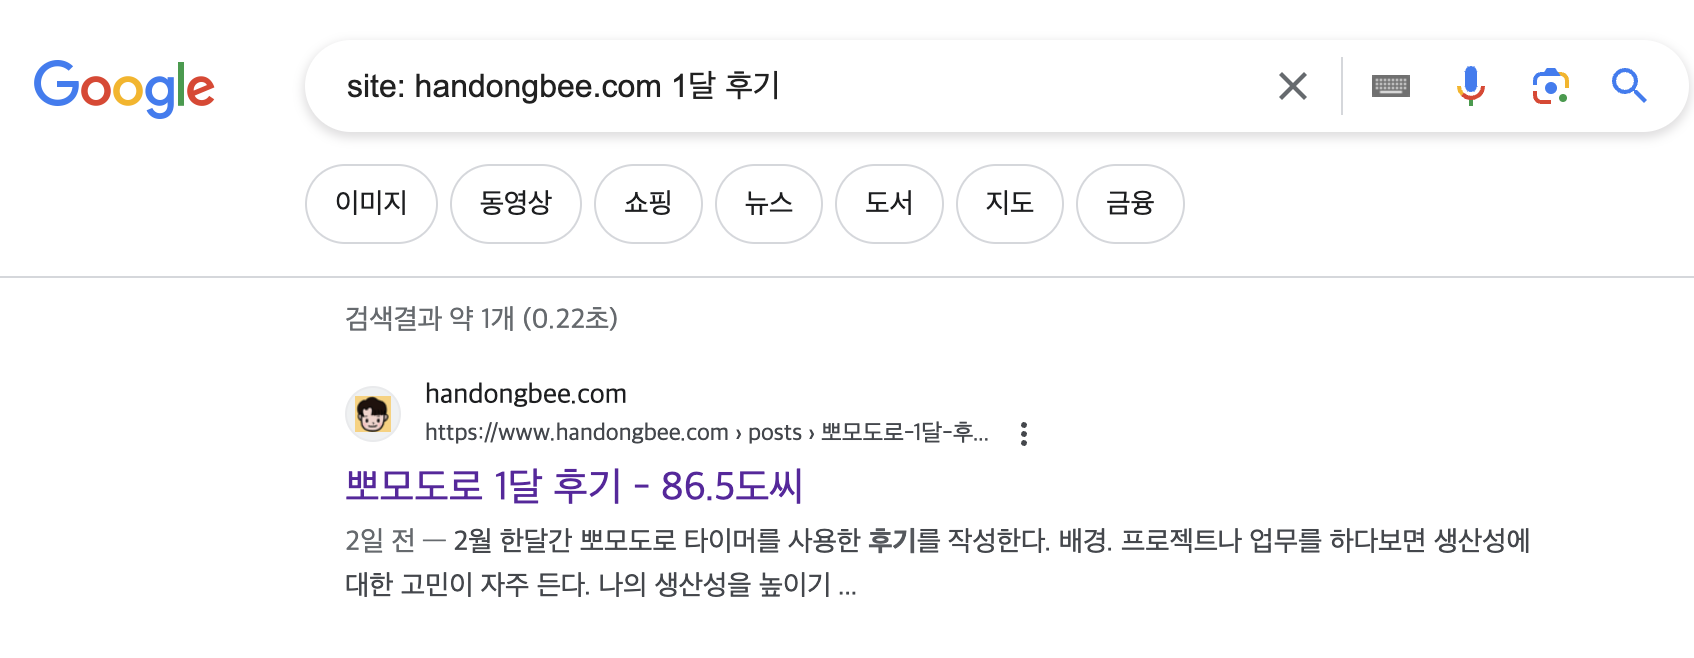 Google
site: handongbee.com 1달 후기
이미지
동영상
쇼핑
뉴스
도서
지도
금융
검색결과 약 1개 (0.22초)
handongbee.com
https://www.handongbee.com › posts › 뽀모도로-1달-후...
뽀모도로 1달 후기 - 86.5도씨
2일 전 — 2월 한달간 뽀모도로 타이머를 사용한 후기를 작성한다. 배경. 프로젝트나 업무를 하다보면 생산성에
대한 고민이 자주 든다. 나의 생산성을 높이기 ...